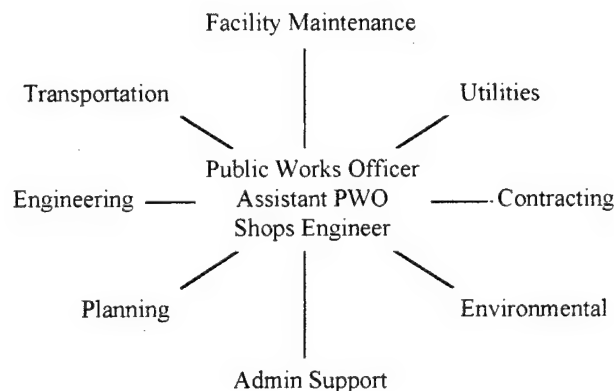 Facility Maintenance
Transportation
Utilities
Public Works Officer
Engineering
Assistant PWO
Contracting
Shops Engineer
Planning
Environmental
Admin Support